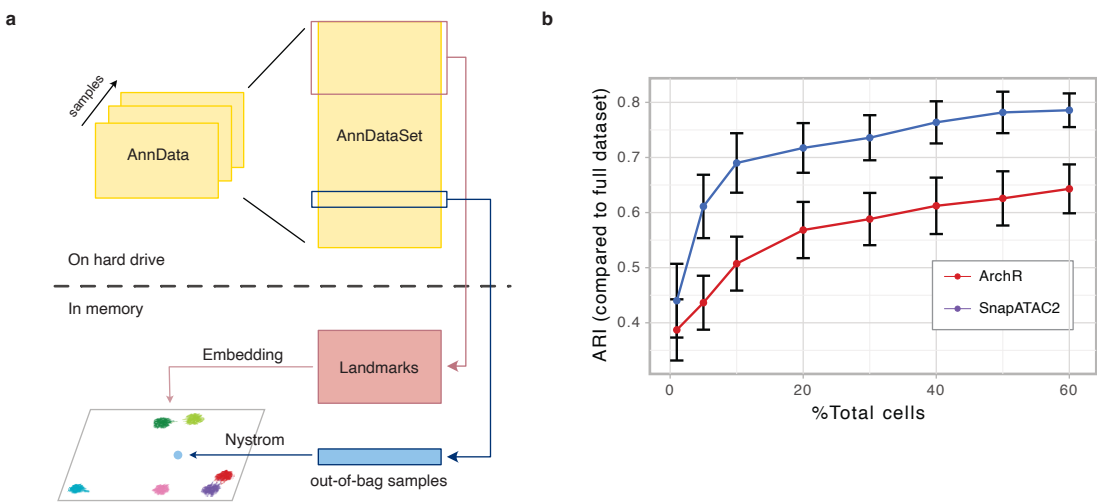 a
samples
AnnData
AnnDataSet
On hard drive
In memory
Embedding
Landmarks
Nystrom
out-of-bag samples
b
ARI (compared to full dataset)
0.8
0.7
0.6
0.5
0.4
ArchR
SnapATAC2
0
20
40
60
%Total cells